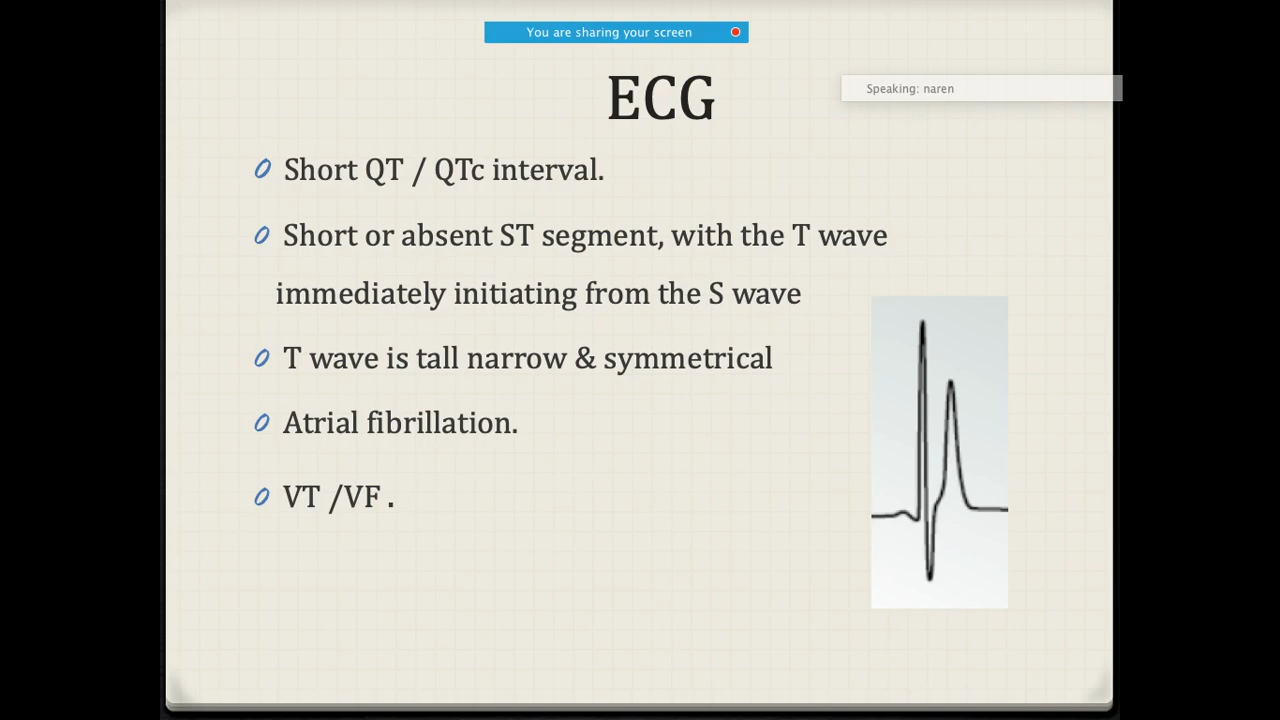 You are sharing your screen
ECG
Speaking: naren
Short QT / QTc interval.
Short or absent ST segment, with the T wave
immediately initiating from the S wave
T wave is tall narrow & symmetrical
Atrial fibrillation.
VT /VF .